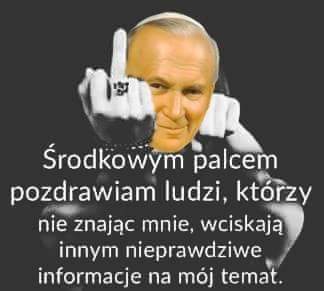 Środkowym palcem
pozdrawiam ludzi, którzy
nie znając mnie, wciskają
innym nieprawdziwe
informacje na mój temat.